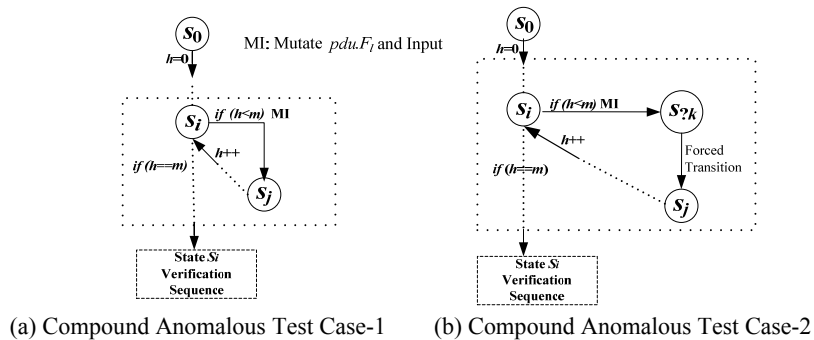 S0
h=0
MI: Mutate pdu.Fl and Input
if (h<m) MI
Si
h++
if (h==m)
Sj
State Si
Verification
Sequence
(a) Compound Anomalous Test Case-1
S0
h=0
if (h<m) MI
Si
S?k
h++
Forced
Transition
if (h==m)
Sj
State Si
Verification
Sequence
(b) Compound Anomalous Test Case-2